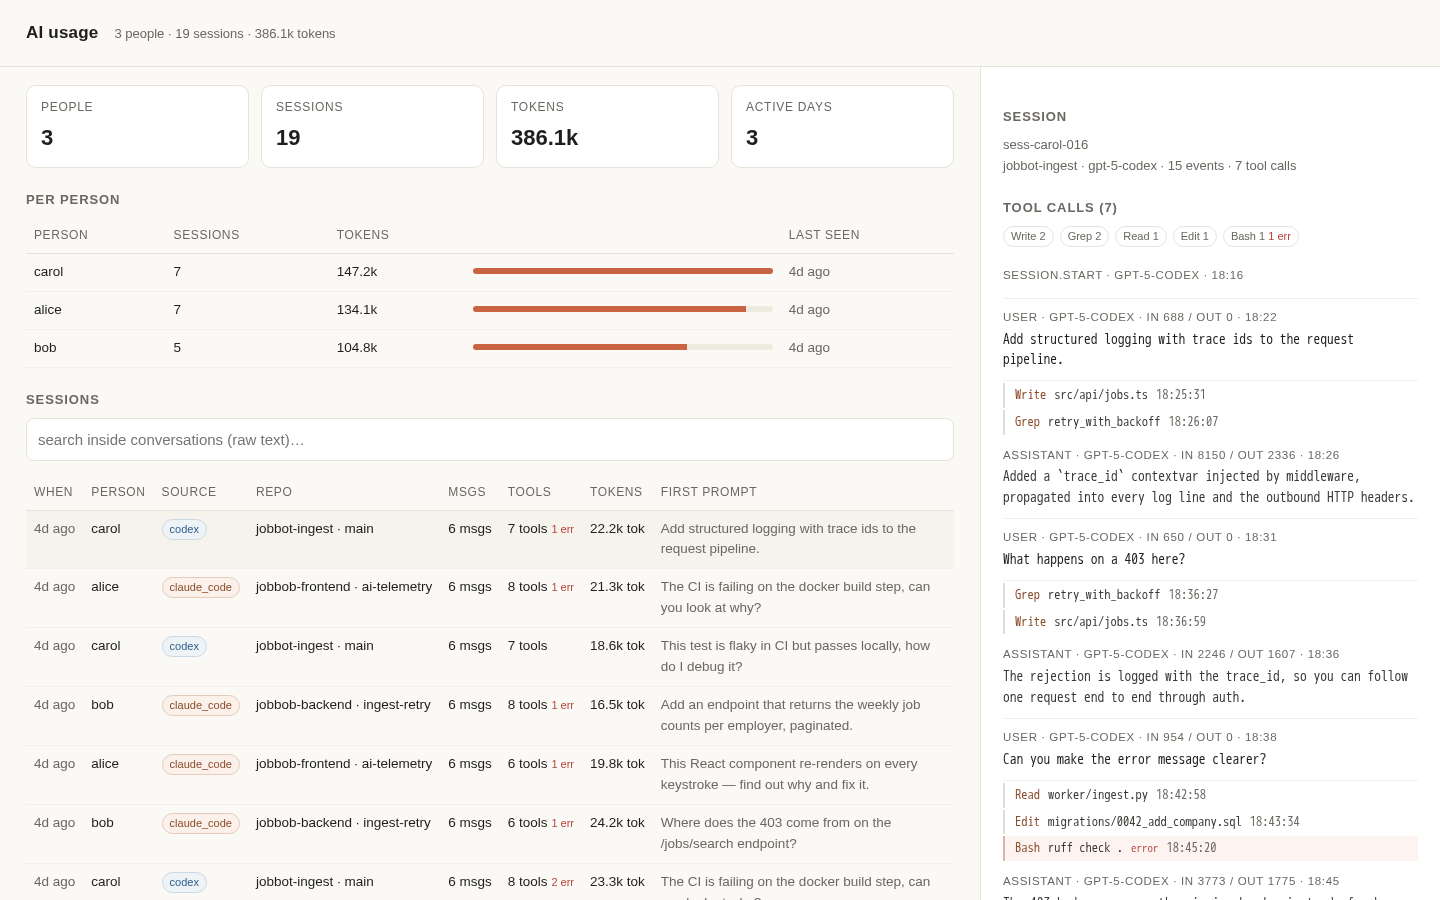 AI usage 3 people · 19 sessions · 386.1k tokens
PEOPLE
3
SESSIONS
19
TOKENS
386.1k
ACTIVE DAYS
3
PER PERSON
PERSON SESSIONS TOKENS LAST SEEN
carol 7 147.2k 4d ago
alice 7 134.1k 4d ago
bob 5 104.8k 4d ago
SESSIONS
search inside conversations (raw text)…
WHEN PERSON SOURCE REPO MSGS TOOLS TOKENS FIRST PROMPT
4d ago carol codex jobbot-ingest · main 6 msgs 7 tools 1 err 22.2k tok Add structured logging with trace ids to the
request pipeline.
4d ago alice claude_code jobbob-frontend · ai-telemetry 6 msgs 8 tools 1 err 21.3k tok The CI is failing on the docker build step, can
you look at why?
4d ago carol codex jobbot-ingest · main 6 msgs 7 tools 18.6k tok This test is flaky in CI but passes locally, how
do I debug it?
4d ago bob claude_code jobbob-backend · ingest-retry 6 msgs 8 tools 1 err 16.5k tok Add an endpoint that returns the weekly job
counts per employer, paginated.
4d ago alice claude_code jobbob-frontend · ai-telemetry 6 msgs 6 tools 1 err 19.8k tok This React component re-renders on every
keystroke — find out why and fix it.
4d ago bob claude_code jobbob-backend · ingest-retry 6 msgs 6 tools 1 err 24.2k tok Where does the 403 come from on the
/jobs/search endpoint?
4d ago carol codex jobbot-ingest · main 6 msgs 8 tools 2 err 23.3k tok The CI is failing on the docker build step, can
SESSION
sess-carol-016
jobbot-ingest · gpt-5-codex · 15 events · 7 tool calls
TOOL CALLS (7)
Write 2 Grep 2 Read 1 Edit 1 Bash 1 1 err
SESSION.START · GPT-5-CODEX · 18:16
USER · GPT-5-CODEX · IN 688 / OUT 0 · 18:22
Add structured logging with trace ids to the request
pipeline.
Write src/api/jobs.ts 18:25:31
Grep retry_with_backoff 18:26:07
ASSISTANT · GPT-5-CODEX · IN 8150 / OUT 2336 · 18:26
Added a `trace_id` contextvar injected by middleware,
propagated into every log line and the outbound HTTP headers.
USER · GPT-5-CODEX · IN 650 / OUT 0 · 18:31
What happens on a 403 here?
Grep retry_with_backoff 18:36:27
Write src/api/jobs.ts 18:36:59
ASSISTANT · GPT-5-CODEX · IN 2246 / OUT 1607 · 18:36
The rejection is logged with the trace_id, so you can follow
one request end to end through auth.
USER · GPT-5-CODEX · IN 954 / OUT 0 · 18:38
Can you make the error message clearer?
Read worker/ingest.py 18:42:58
Edit migrations/0042_add_company.sql 18:43:34
Bash ruff check . error 18:45:20
ASSISTANT · GPT-5-CODEX · IN 3773 / OUT 1775 · 18:45